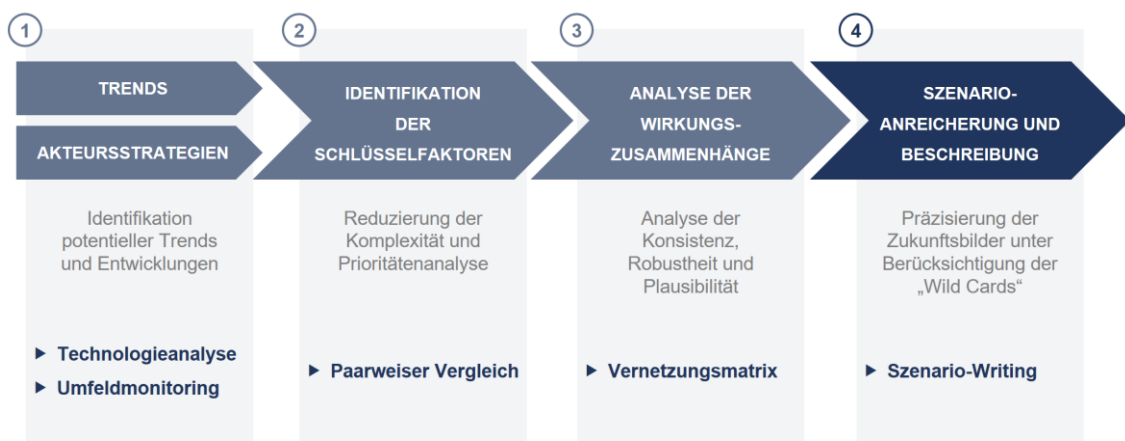 1
TRENDS
AKTEURSSTRATEGIEN
Identifikation
potentieller Trends
und Entwicklungen
Technologieanalyse
Umfeldmonitoring
2
IDENTIFIKATION
DER
SCHLÜSSELFAKTOREN
Reduzierung der
Komplexität und
Prioritätenanalyse
Paarweiser Vergleich
3
ANALYSE DER
WIRKUNGS-
ZUSAMMENHÄNGE
Analyse der
Konsistenz,
Robustheit und
Plausibilität
Vernetzungsmatrix
4
SZENARIO-
ANREICHERUNG UND
BESCHREIBUNG
Präzisierung der
Zukunftsbilder unter
Berücksichtigung der
„Wild Cards“
Szenario-Writing